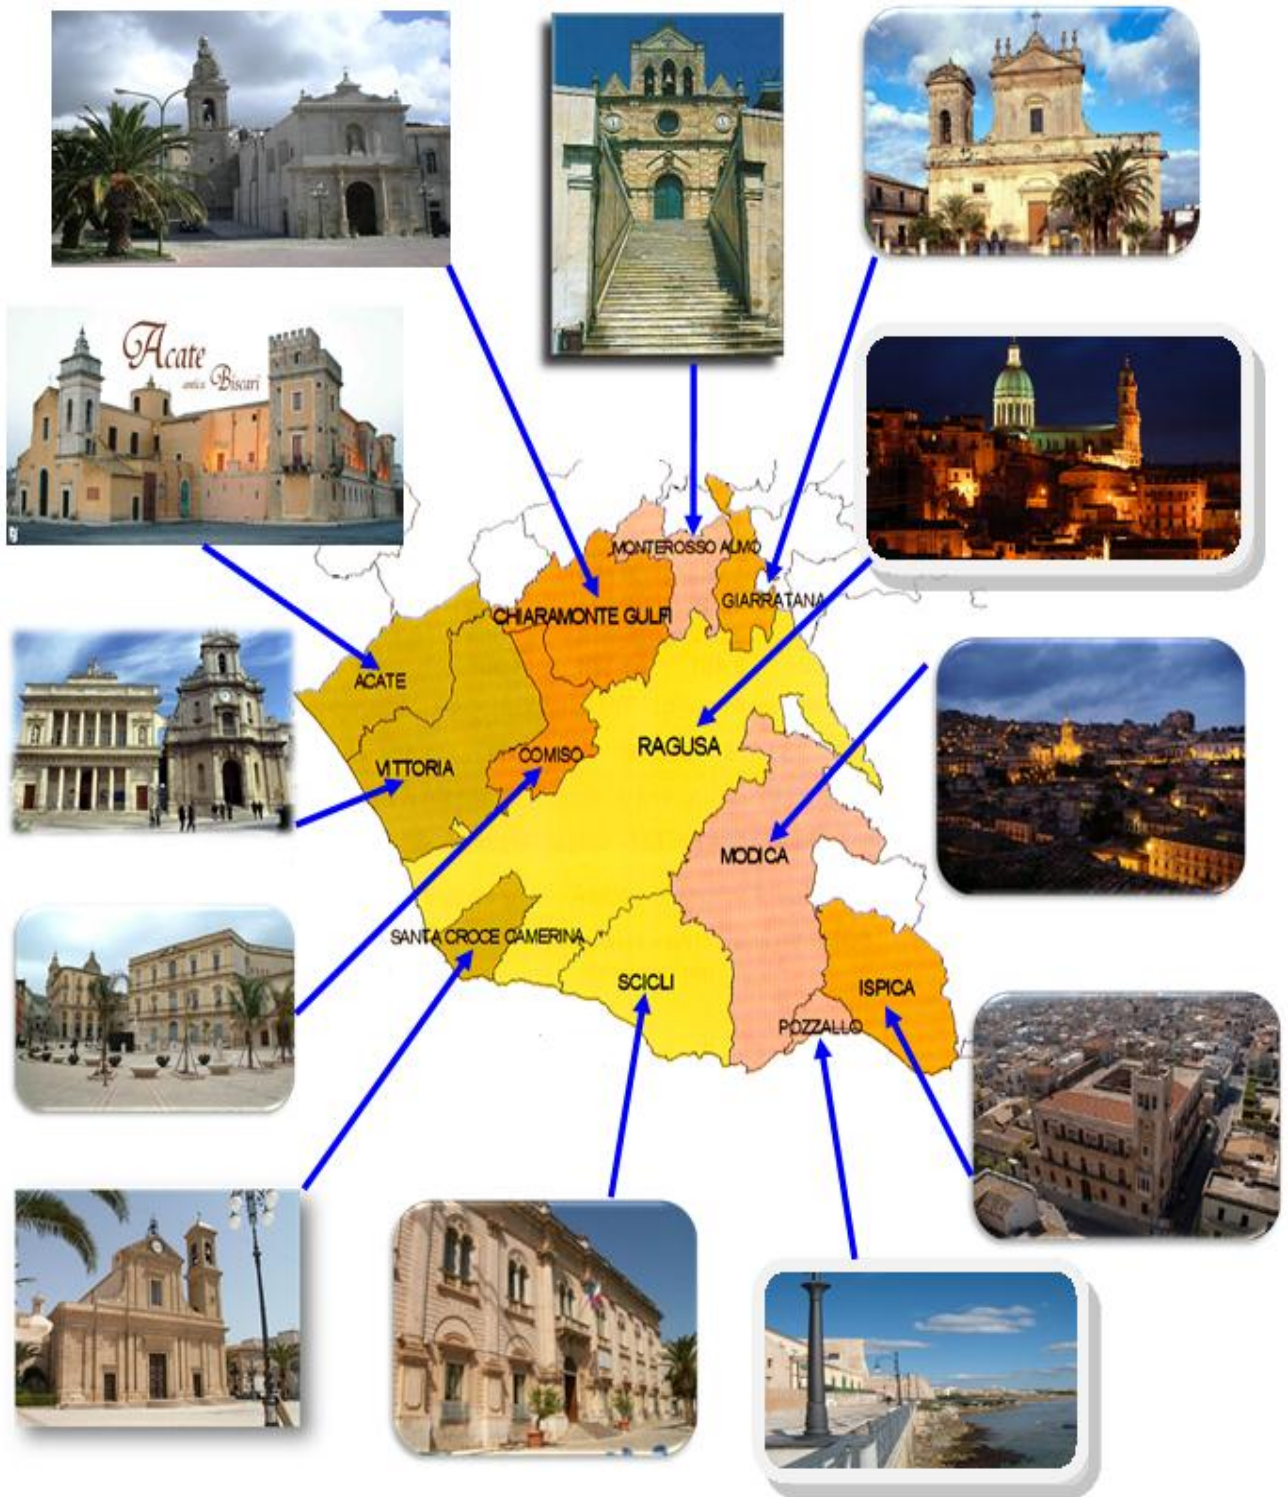 Acate
antica Biscari
MONTEROSSO ALMO
CHIARAMONTE GULFI
GIARRATANA
ACATE
RAGUSA
COMISO
VITTORIA
MODICA
SANTA CROCE CAMERINA
SCICLI
ISPICA
POZZALLO